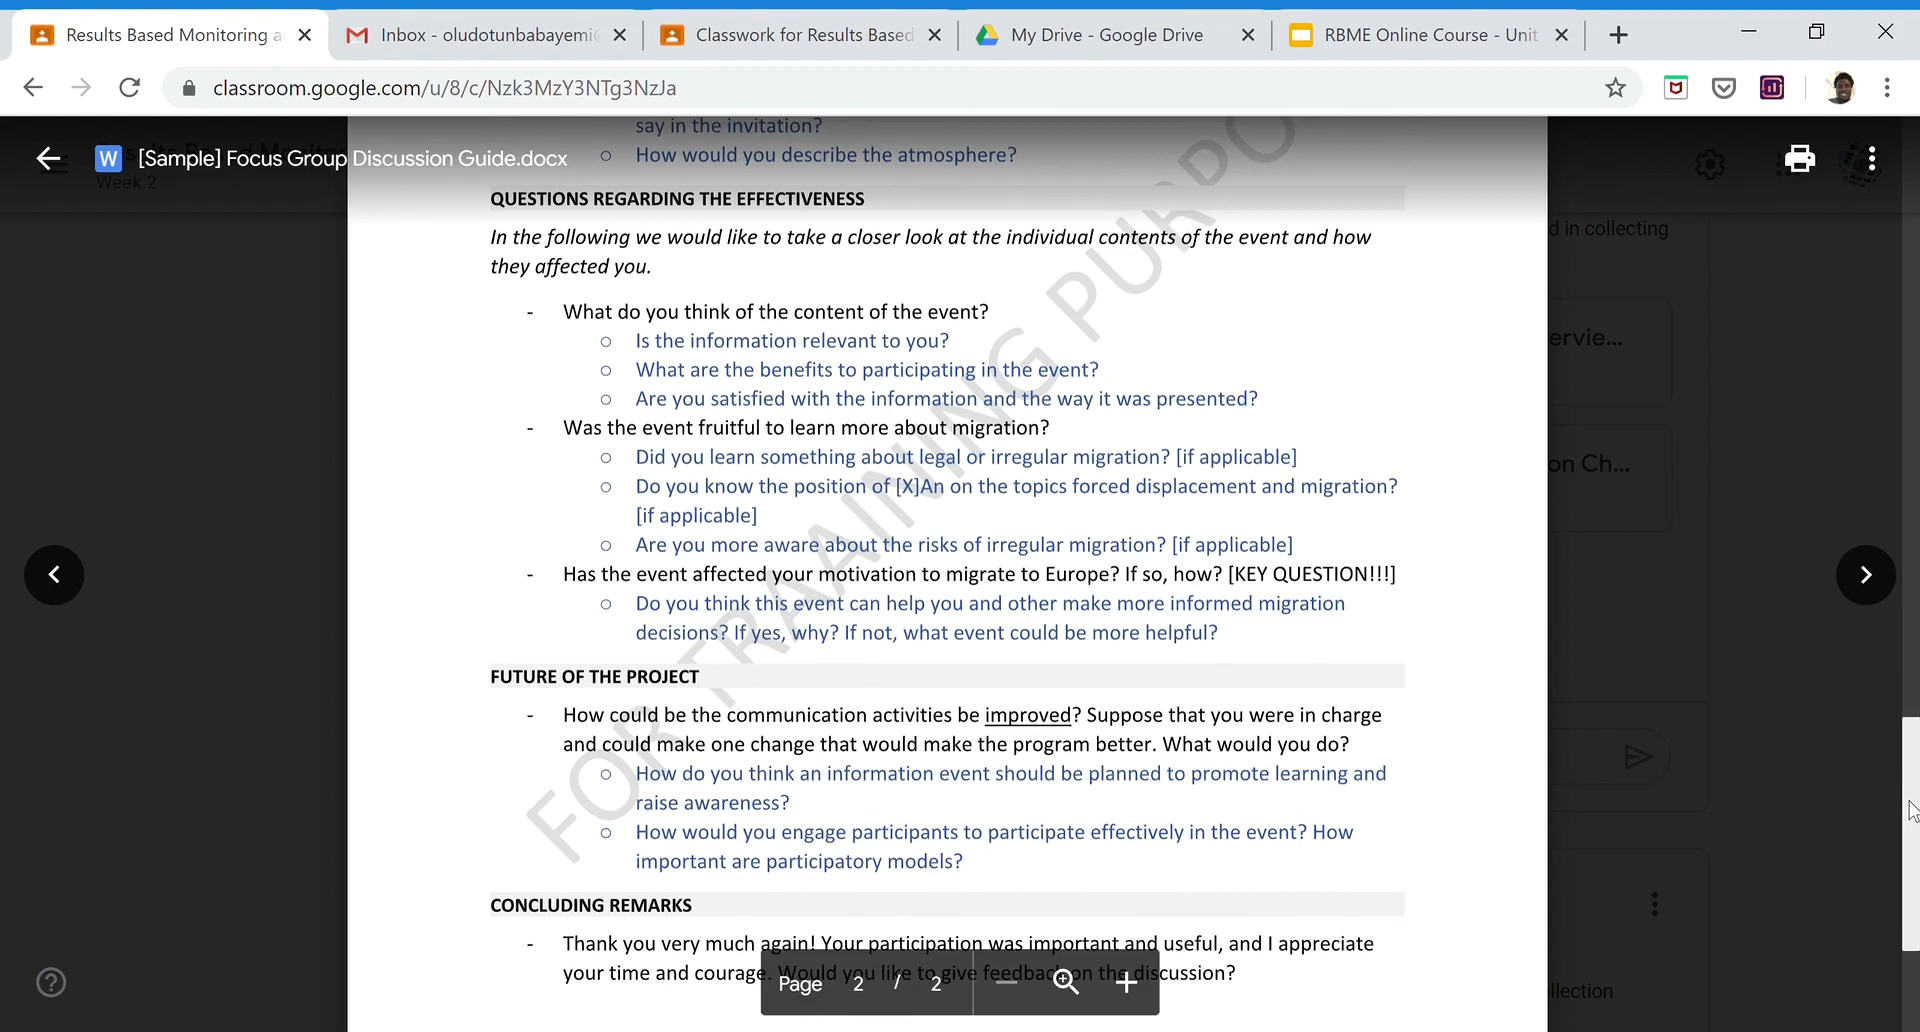 Results Based Monitoring a
Inbox - oludotunbabayemi@
Classwork for Results Based
My Drive - Google Drive
RBME Online Course - Unit
classroom.google.com/u/8/c/Nzk3MzY3NTg3NzJa
say in the invitation?
[Sample] Focus Group Discussion Guide.docx
Week 2
How would you describe the atmosphere?
QUESTIONS REGARDING THE EFFECTIVENESS
In the following we would like to take a closer look at the individual contents of the event and how
they affected you.
d in collecting
- What do you think of the content of the event?
o Is the information relevant to you?
ervie...
o What are the benefits to participating in the event?
o Are you satisfied with the information and the way it was presented?
- Was the event fruitful to learn more about migration?
o Did you learn something about legal or irregular migration? [if applicable]
on Ch...
o Do you know the position of [X]An on the topics forced displacement and migration?
[if applicable]
o Are you more aware about the risks of irregular migration? [if applicable]
- Has the event affected your motivation to migrate to Europe? If so, how? [KEY QUESTION!!!]
o Do you think this event can help you and other make more informed migration
decisions? If yes, why? If not, what event could be more helpful?
FUTURE OF THE PROJECT
- How could be the communication activities be improved? Suppose that you were in charge
and could make one change that would make the program better. What would you do?
o How do you think an information event should be planned to promote learning and
raise awareness?
o How would you engage participants to participate effectively in the event? How
important are participatory models?
CONCLUDING REMARKS
- Thank you very much again! Your participation was important and useful, and I appreciate
your time and courage. Would you like to give feedback on the discussion?
Page 2 / 2
llection
FOR TRAAINING PURPO